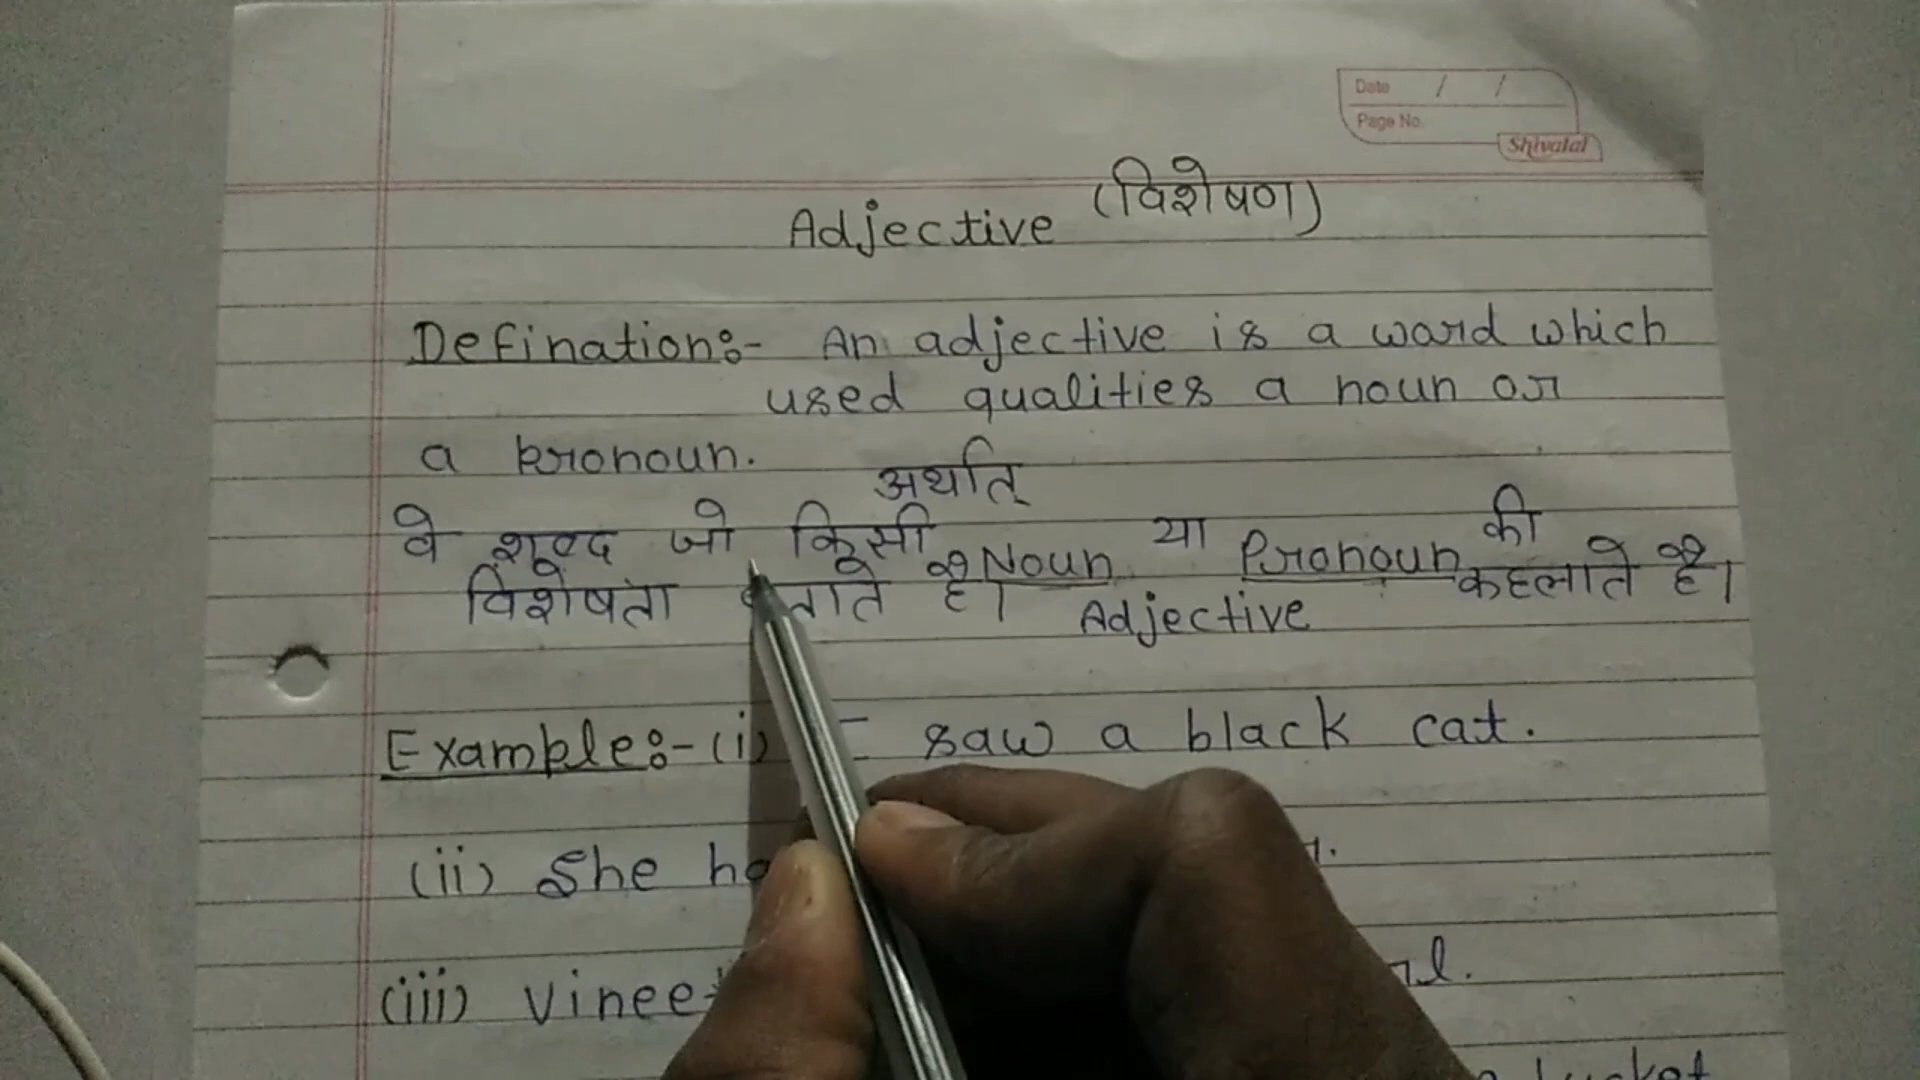 Date / /
Page No.
Shivalal
Adjective (विशेषण)
Defination:- An adjective is a word which
used qualities a noun or
a pronoun.
अर्थात्
वे शब्द जो किसी Noun या Pronoun की
विशेषता बताते है। Adjective कहलाते है।
Example:- (i) I saw a black cat.
(ii) She
(iii) Vineet